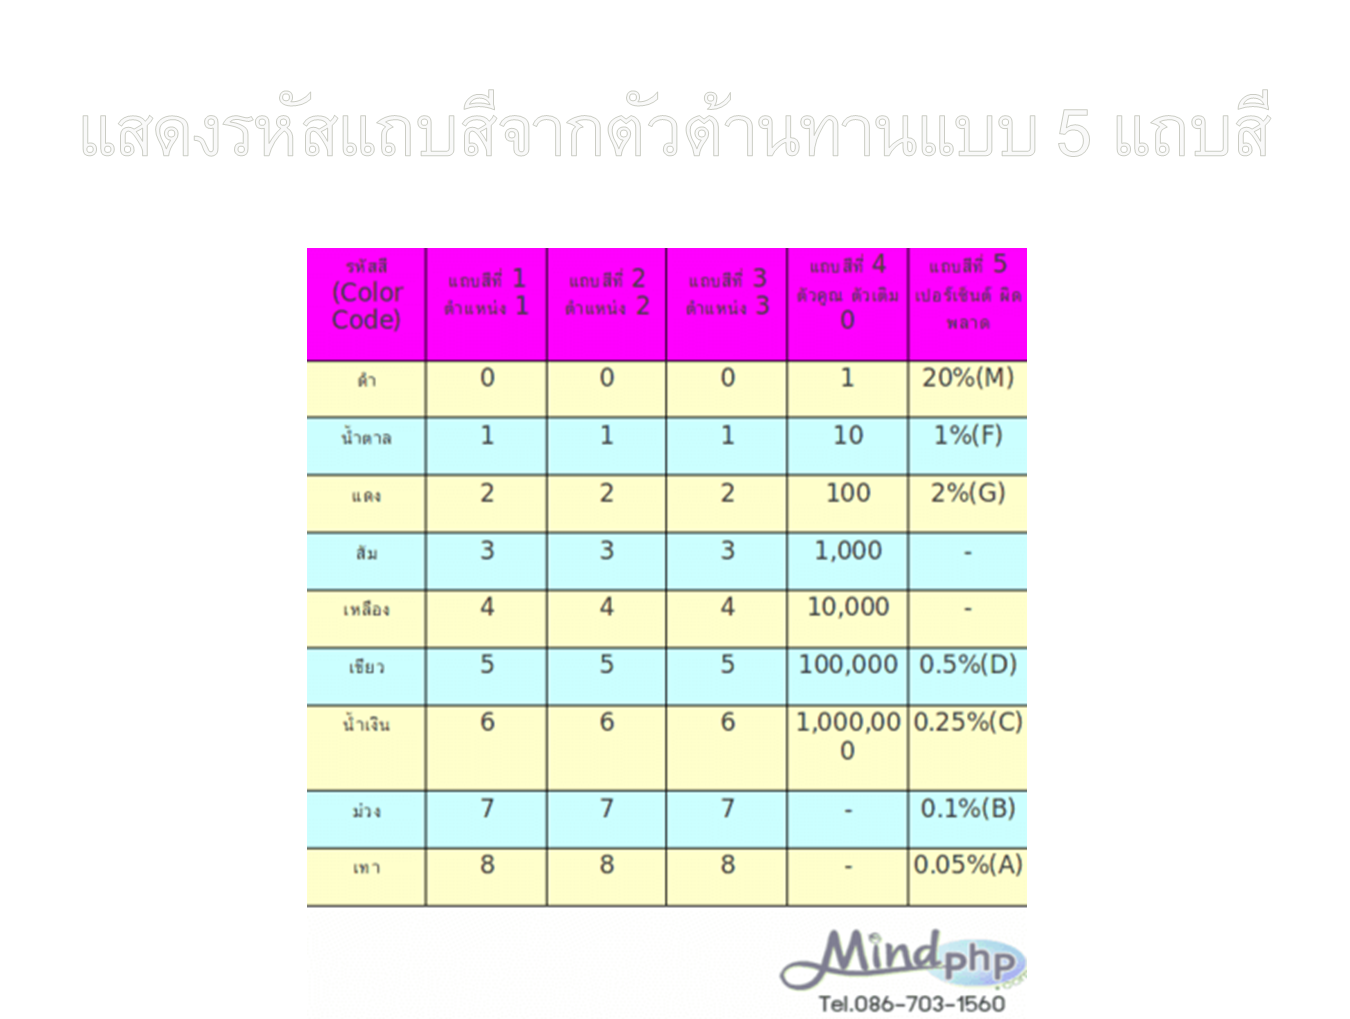 แสดงรหัสแถบสีจากตัวต้านทานแบบ 5 แถบสี
รหัสสี (Color Code)
แถบสีที่ 1 ตำแหน่ง 1
แถบสีที่ 2 ตำแหน่ง 2
แถบสีที่ 3 ตำแหน่ง 3
แถบสีที่ 4 ตัวคูณ ตัวเติม 0
แถบสีที่ 5 เปอร์เซ็นต์ ผิดพลาด
ดำ 0 0 0 1 20%(M)
น้ำตาล 1 1 1 10 1%(F)
แดง 2 2 2 100 2%(G)
ส้ม 3 3 3 1,000 -
เหลือง 4 4 4 10,000 -
เขียว 5 5 5 100,000 0.5%(D)
น้ำเงิน 6 6 6 1,000,000 0.25%(C)
ม่วง 7 7 7 - 0.1%(B)
เทา 8 8 8 - 0.05%(A)
Mindphp.com
Tel.086-703-1560